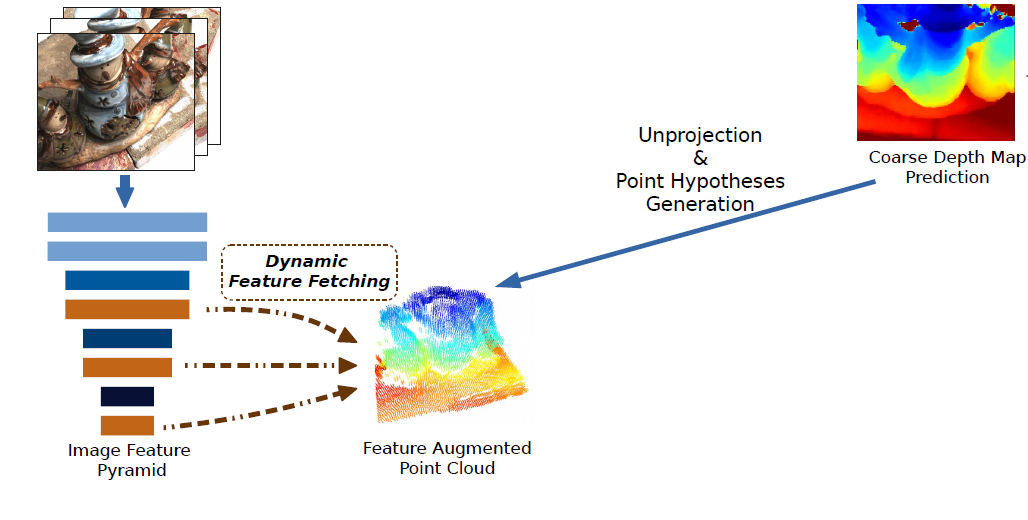 Unprojection
&
Point Hypotheses
Generation
Coarse Depth Map
Prediction
Dynamic
Feature Fetching
Image Feature
Pyramid
Feature Augmented
Point Cloud